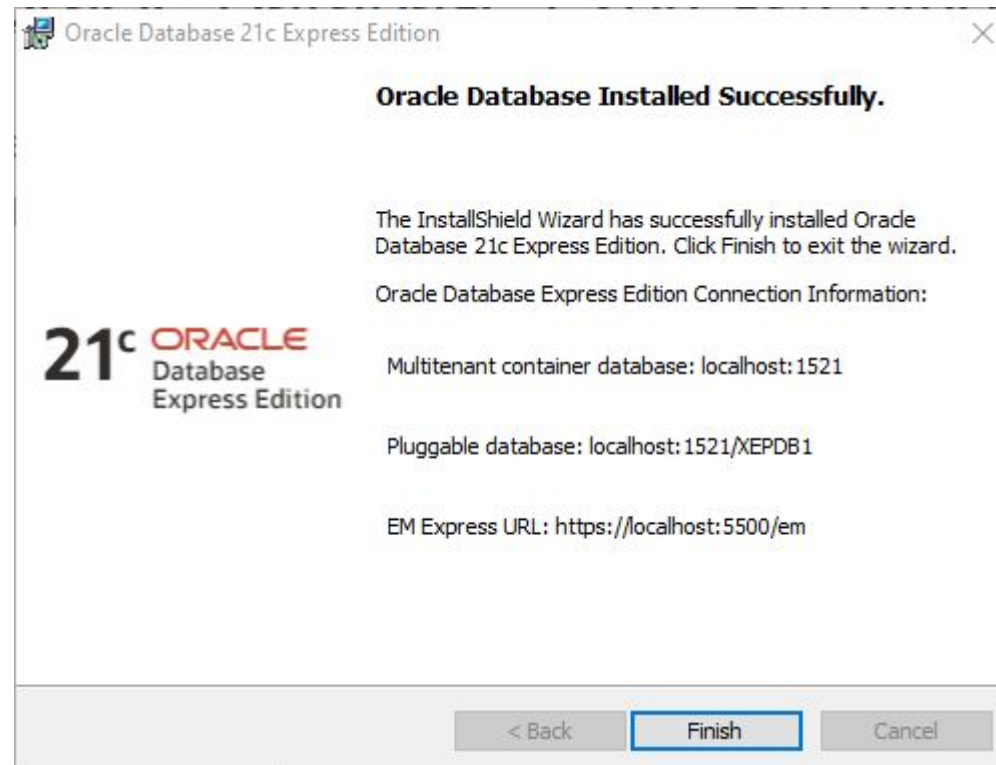 Oracle Database 21c Express Edition
Oracle Database Installed Successfully.
The InstallShield Wizard has successfully installed Oracle
Database 21c Express Edition. Click Finish to exit the wizard.
Oracle Database Express Edition Connection Information:
21c ORACLE
Database
Express Edition
Multitenant container database: localhost:1521
Pluggable database: localhost:1521/XEPDB1
EM Express URL: https://localhost:5500/em
< Back
Finish
Cancel